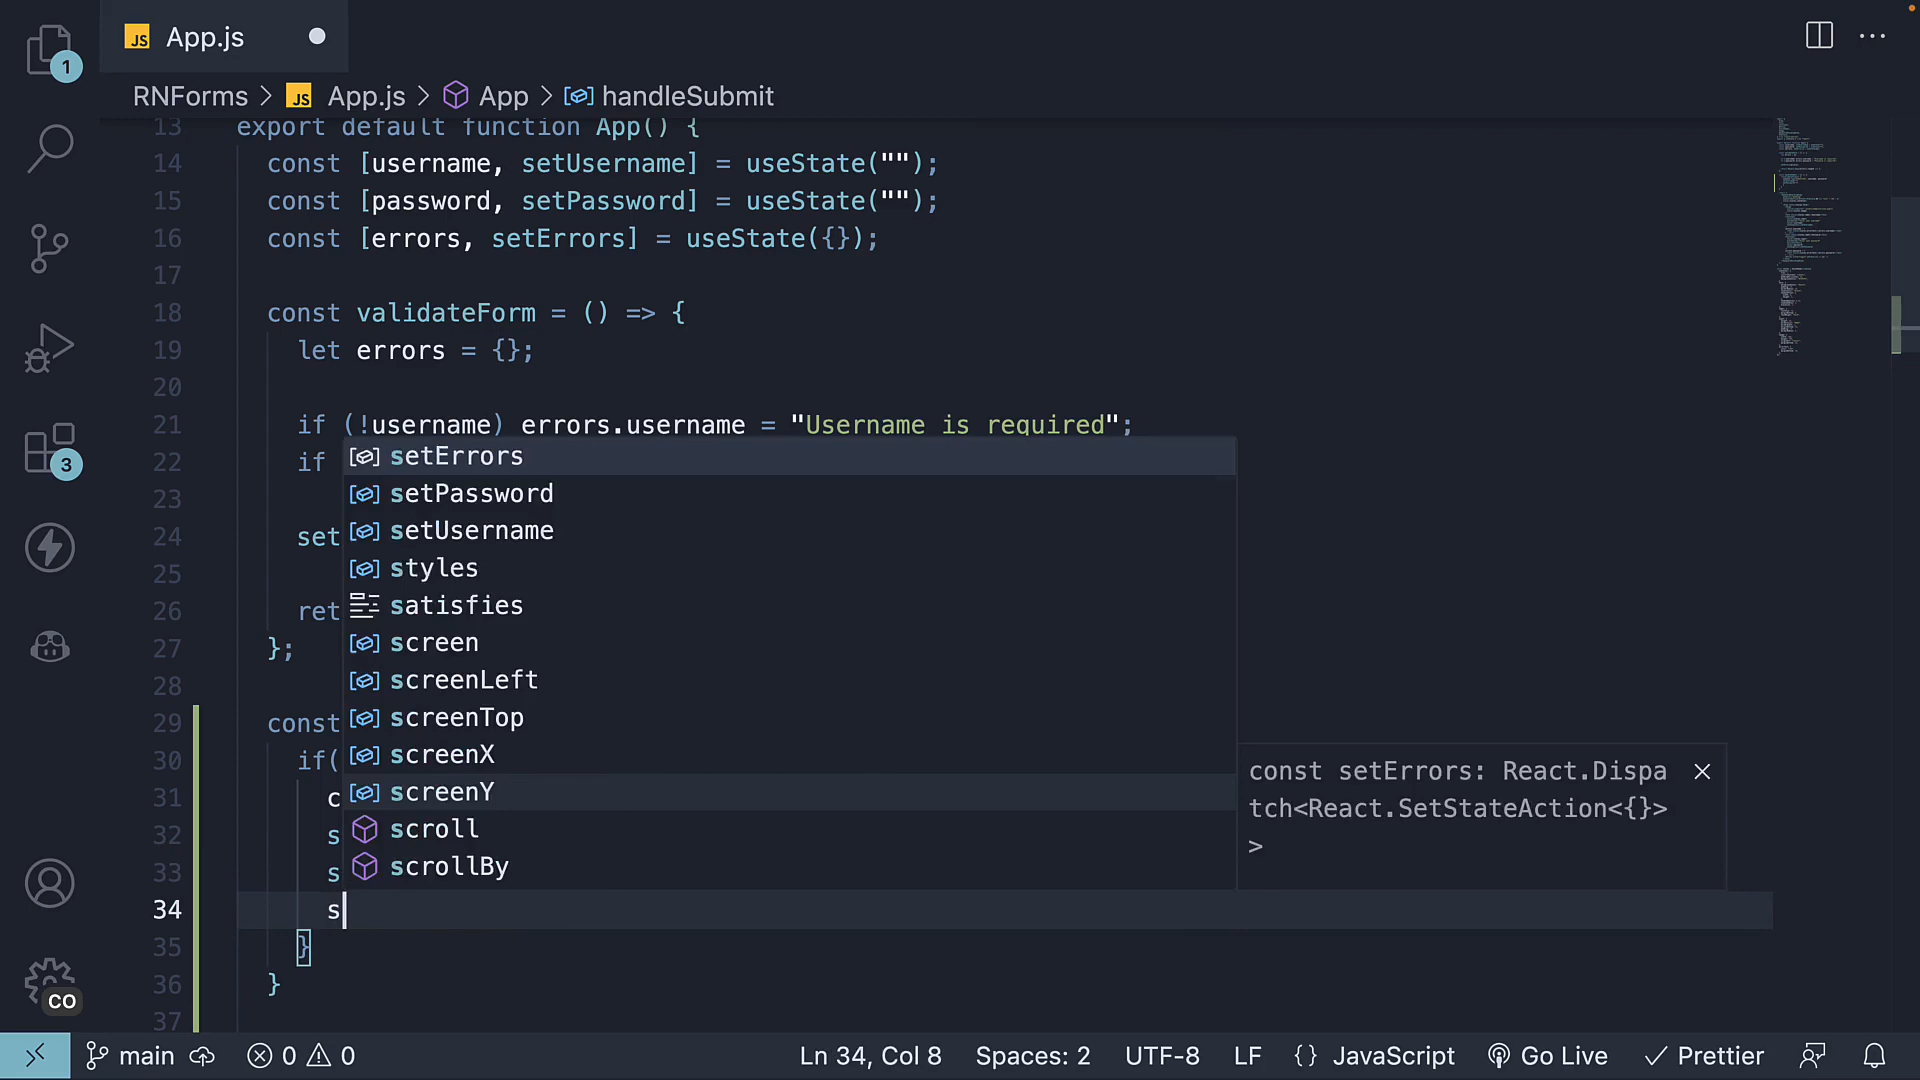 JS App.js
1
RNForms > JS App.js > App > handleSubmit
13 export default function App() {
14 const [username, setUsername] = useState("");
15 const [password, setPassword] = useState("");
16 const [errors, setErrors] = useState({});
17
18 const validateForm = () => {
19 let errors = {};
20
21 if (!username) errors.username = "Username is required";
22 if
23
24 set
25
26 ret
27 };
28
29 const
30 if(
31 c
32 s
33 s
34 s
35 }
36 }
37
setErrors
setPassword
setUsername
styles
satisfies
screen
screenLeft
screenTop
screenX
screenY
scroll
scrollBy
const setErrors: React.Dispa
tch<React.SetStateAction<{}>
>
3
CO
main 0 0 Ln 34, Col 8 Spaces: 2 UTF-8 LF {} JavaScript Go Live Prettier